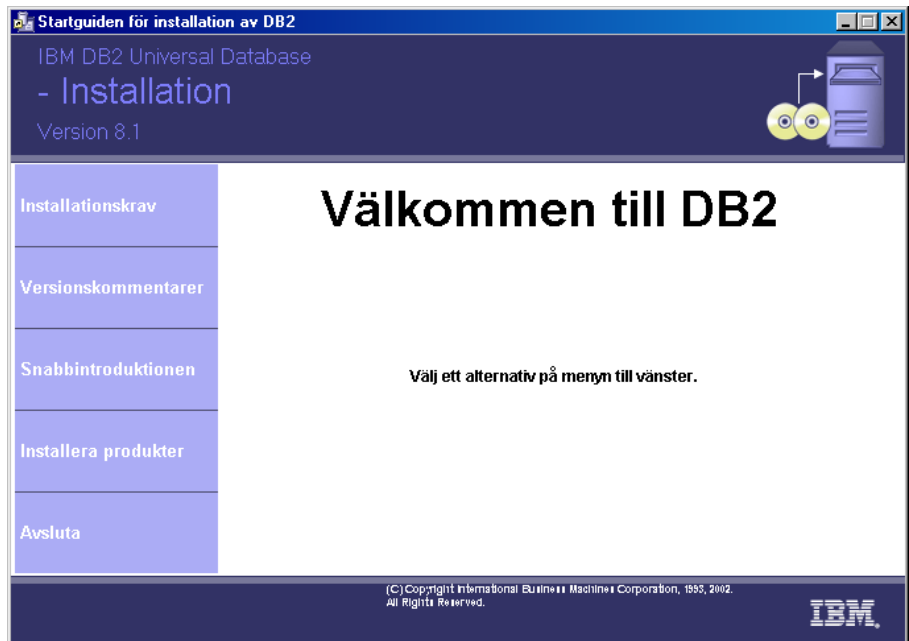 Startguiden för installation av DB2
IBM DB2 Universal Database
- Installation
Version 8.1
Installationskrav
Versionskommentarer
Snabbintroduktionen
Installera produkter
Avsluta
Välkommen till DB2
Välj ett alternativ på menyn till vänster.
(C) Copyright International Business Machines Corporation, 1993, 2002.
All Rights Reserved.
IBM.